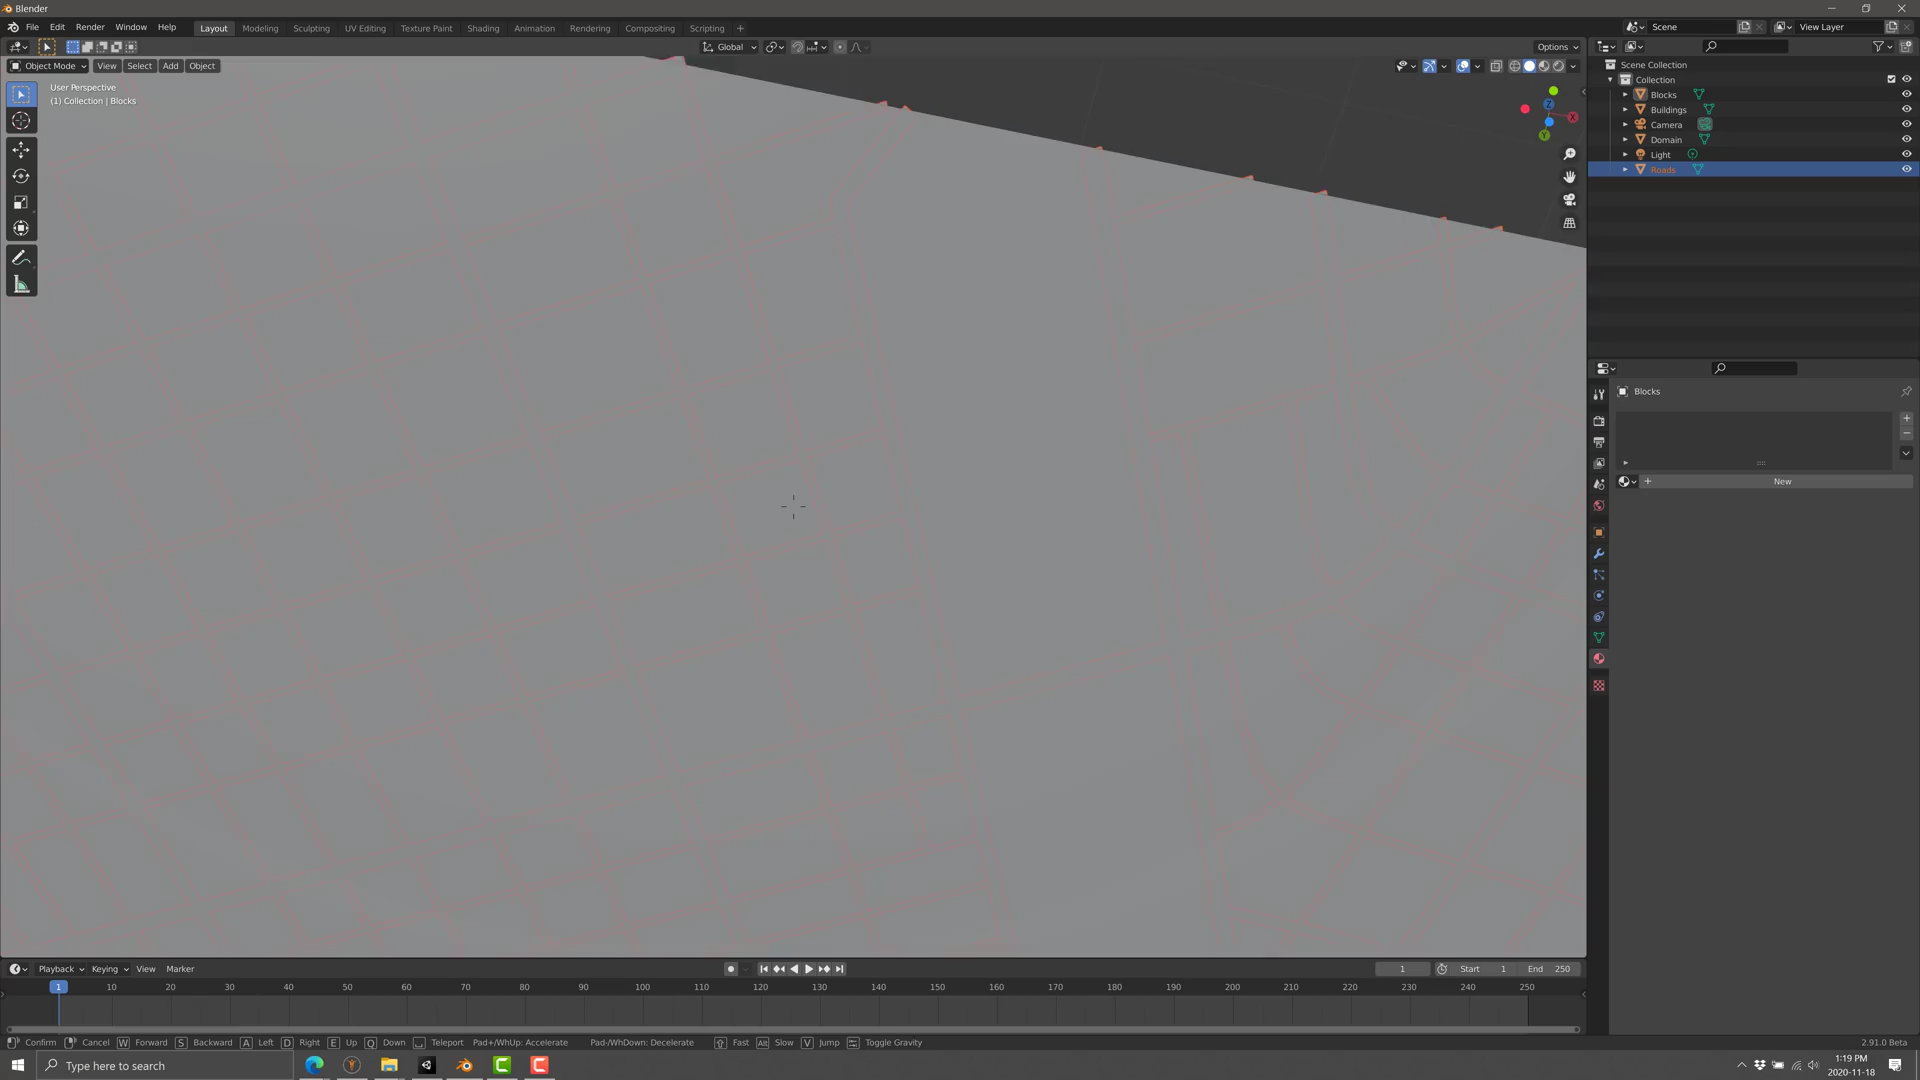 Blender
File Edit Render Window Help
Layout Modeling Sculpting UV Editing Texture Paint Shading Animation Rendering Compositing Scripting +
Scene
View Layer
Global
Options
Object Mode View Select Add Object
User Perspective
(1) Collection | Blocks
Z
X
Y
Scene Collection
Collection
Blocks
Buildings
Camera
Domain
Light
Roads
Blocks
New
Playback Keying View Marker
1 Start 1 End 250
1 10 20 30 40 50 60 70 80 90 100 110 120 130 140 150 160 170 180 190 200 210 220 230 240 250
Confirm Cancel W Forward S Backward A Left D Right E Up Q Down Teleport Pad+/WhUp: Accelerate Pad-/WhDown: Decelerate Fast Alt Slow V Jump Toggle Gravity
2.91.0 Beta
Type here to search
1:19 PM
2020-11-18